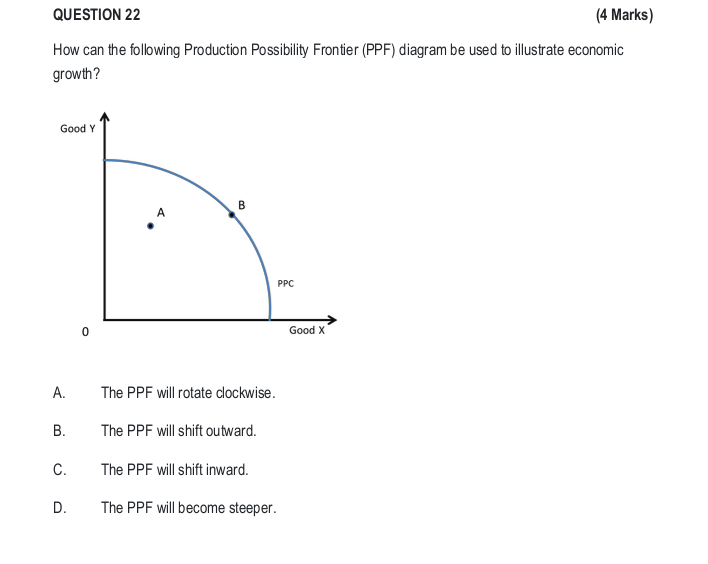 QUESTION 22 (4 Marks)
How can the following Production Possibility Frontier (PPF) diagram be used to illustrate economic
growth?
Good Y
A
B
PPC
0
Good X
A. The PPF will rotate clockwise.
B. The PPF will shift outward.
C. The PPF will shift inward.
D. The PPF will become steeper.